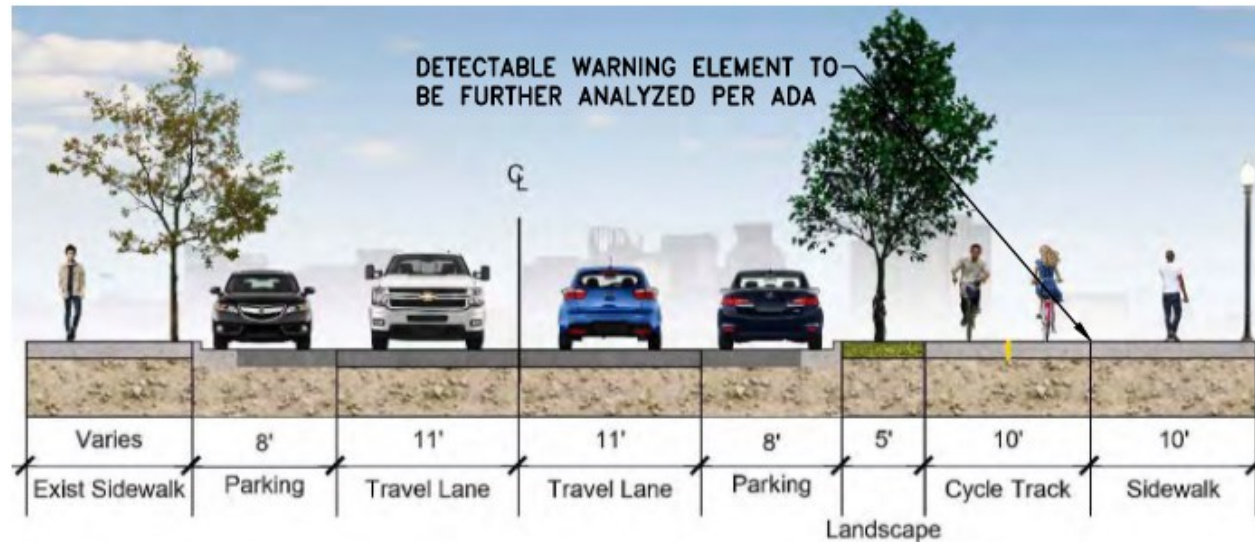 DETECTABLE WARNING ELEMENT TO
BE FURTHER ANALYZED PER ADA
℄
Varies 8' 11' 11' 8' 5' 10' 10'
Exist Sidewalk Parking Travel Lane Travel Lane Parking Cycle Track Sidewalk
Landscape